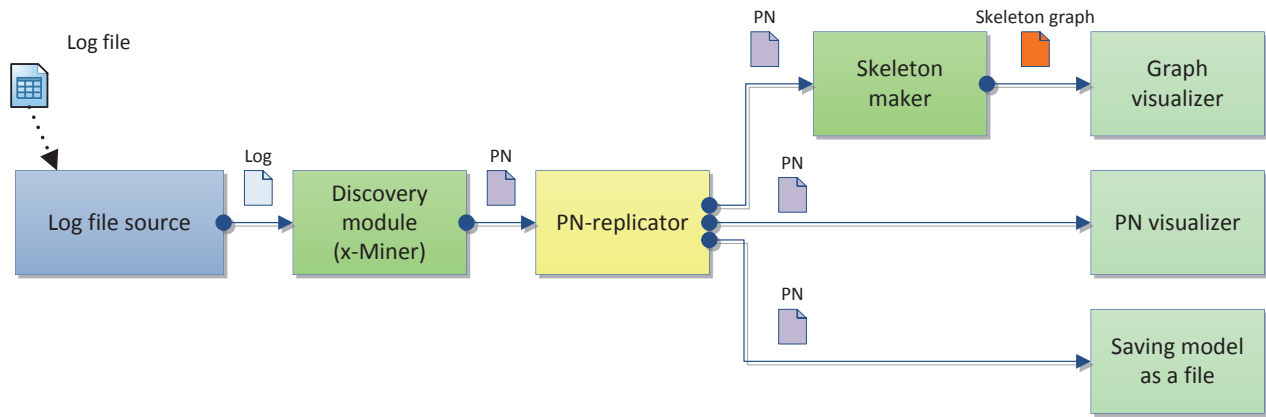 Log file
PN
Skeleton graph
Skeleton
maker
Graph
visualizer
Log
PN
PN
Log file source
Discovery
module
(x-Miner)
PN-replicator
PN visualizer
PN
Saving model
as a file